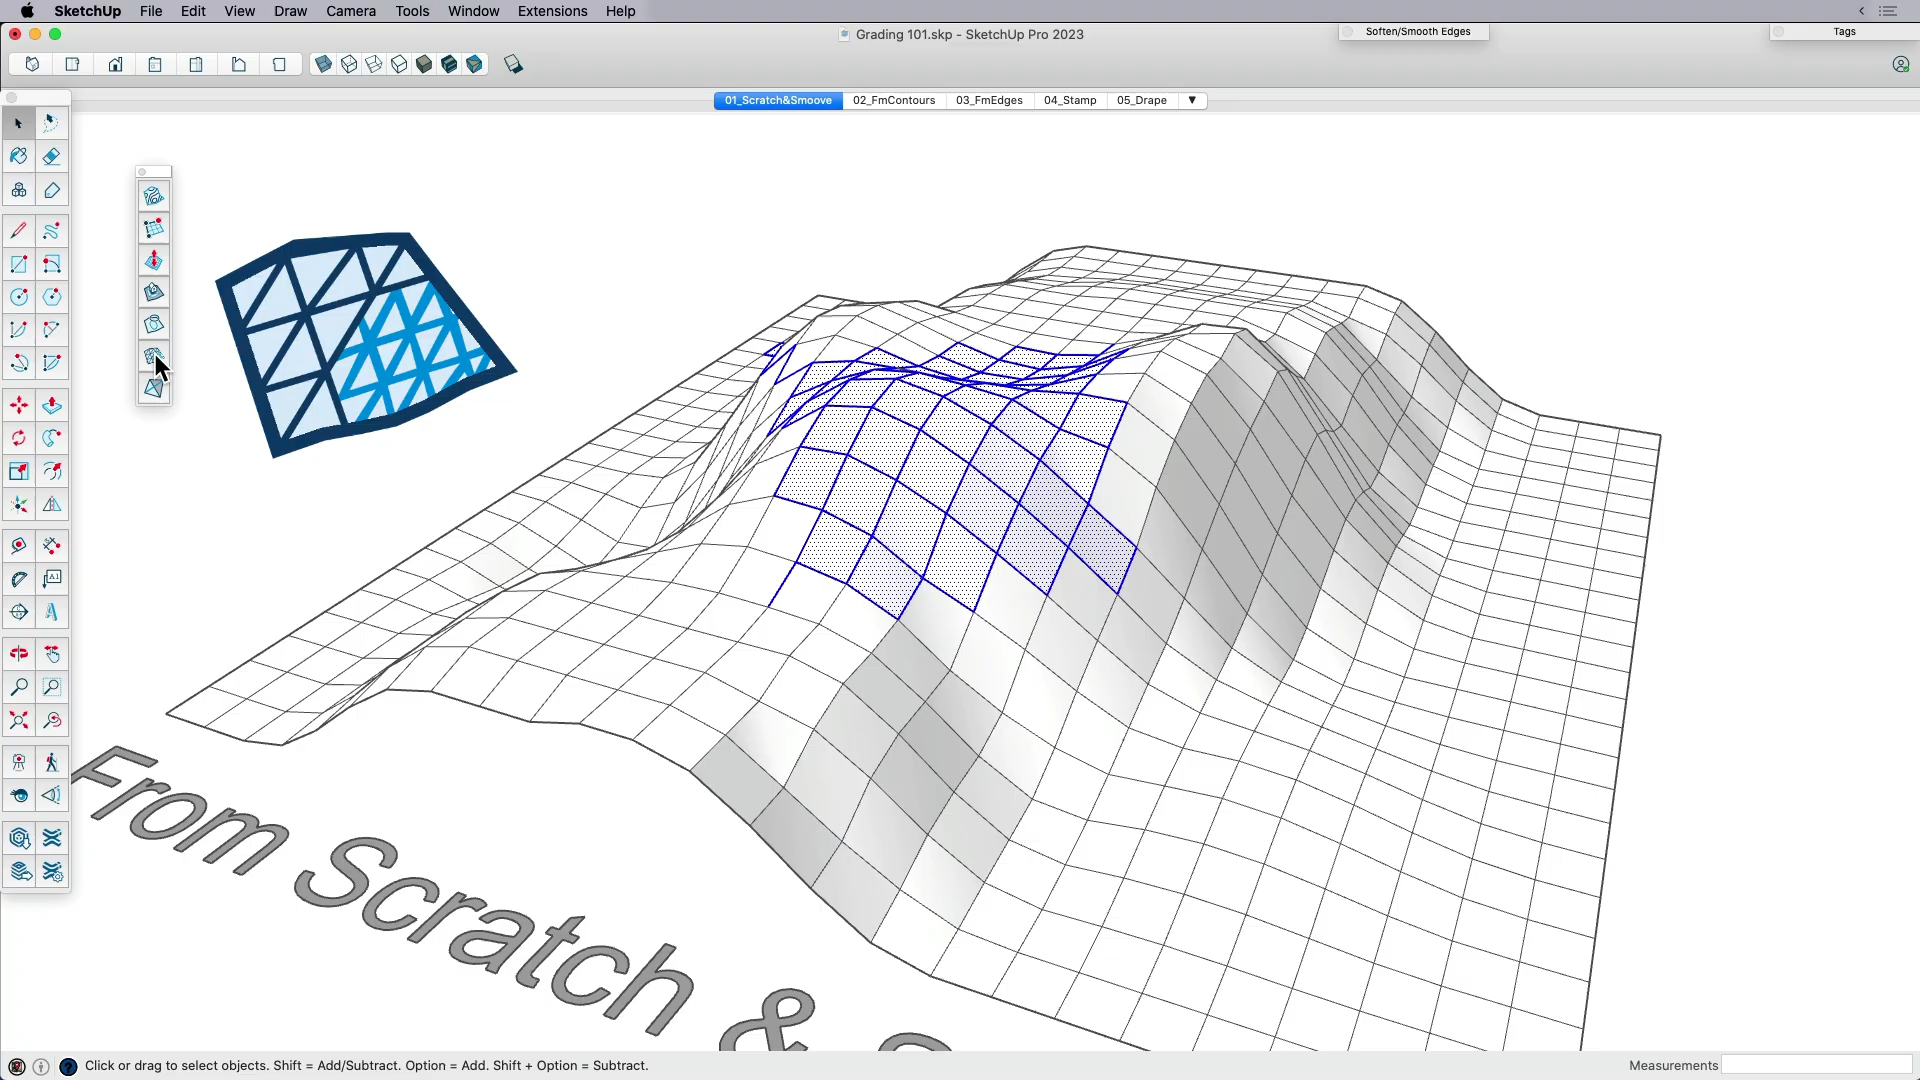 SketchUp File Edit View Draw Camera Tools Window Extensions Help
Grading 101.skp - SketchUp Pro 2023
Soften/Smooth Edges
Tags
01_Scratch&Smoove 02_FmContours 03_FmEdges 04_Stamp 05_Drape
From Scratch &
Click or drag to select objects. Shift = Add/Subtract. Option = Add. Shift + Option = Subtract.
Measurements